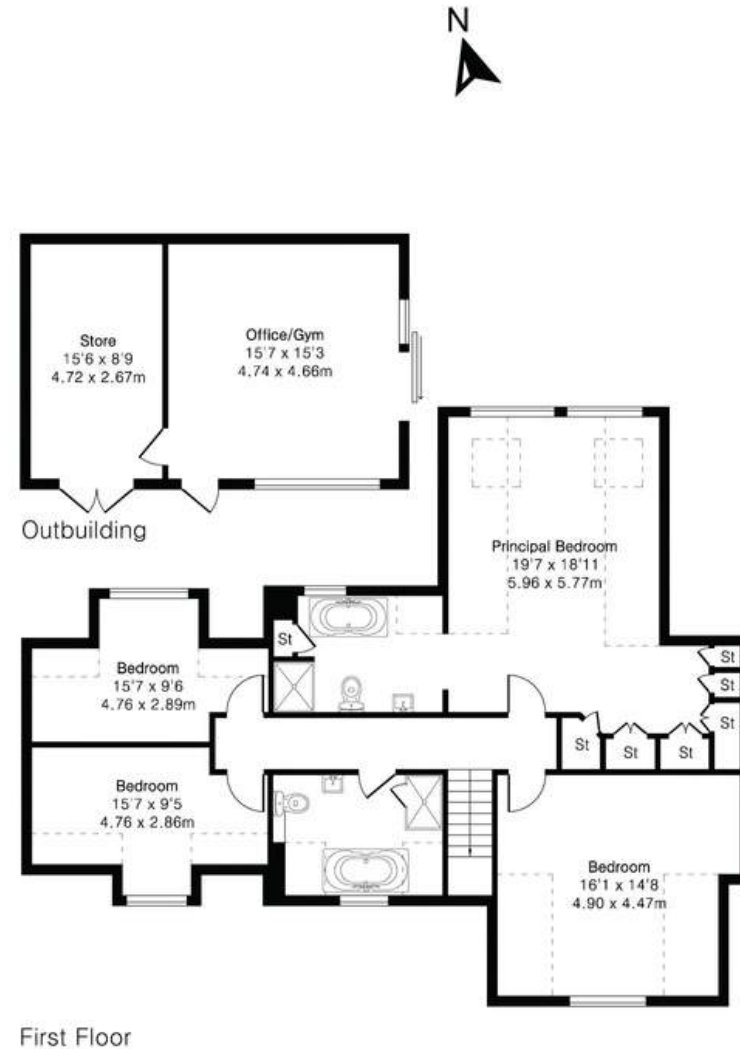 N
Store
15'6 x 8'9
4.72 x 2.67m
Office/Gym
15'7 x 15'3
4.74 x 4.66m
Outbuilding
Principal Bedroom
19'7 x 18'11
5.96 x 5.77m
St
Bedroom
15'7 x 9'6
4.76 x 2.89m
St
St
St
St
St
St
Bedroom
15'7 x 9'5
4.76 x 2.86m
Bedroom
16'1 x 14'8
4.90 x 4.47m
First Floor